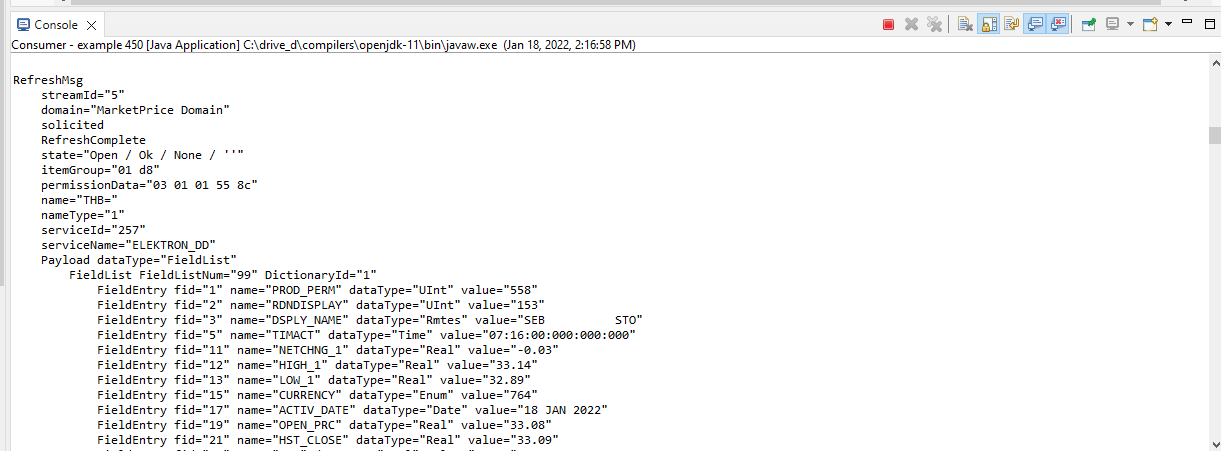 Console
Consumer - example 450 [Java Application] C:\drive_d\compilers\openjdk-11\bin\javaw.exe (Jan 18, 2022, 2:16:58 PM)
RefreshMsg
    streamId="5"
    domain="MarketPrice Domain"
    solicited
    RefreshComplete
    state="Open / Ok / None / ''"
    itemGroup="01 d8"
    permissionData="03 01 01 55 8c"
    name="THB="
    nameType="1"
    serviceId="257"
    serviceName="ELEKTRON_DD"
    Payload dataType="FieldList"
        FieldList FieldListNum="99" DictionaryId="1"
            FieldEntry fid="1" name="PROD_PERM" dataType="UInt" value="558"
            FieldEntry fid="2" name="RDNDISPLAY" dataType="UInt" value="153"
            FieldEntry fid="3" name="DSPLY_NAME" dataType="Rmtes" value="SEB          STO"
            FieldEntry fid="5" name="TIMACT" dataType="Time" value="07:16:00:000:000:000"
            FieldEntry fid="11" name="NETCHNG_1" dataType="Real" value="-0.03"
            FieldEntry fid="12" name="HIGH_1" dataType="Real" value="33.14"
            FieldEntry fid="13" name="LOW_1" dataType="Real" value="32.89"
            FieldEntry fid="15" name="CURRENCY" dataType="Enum" value="764"
            FieldEntry fid="17" name="ACTIV_DATE" dataType="Date" value="18 JAN 2022"
            FieldEntry fid="19" name="OPEN_PRC" dataType="Real" value="33.08"
            FieldEntry fid="21" name="HST_CLOSE" dataType="Real" value="33.09"